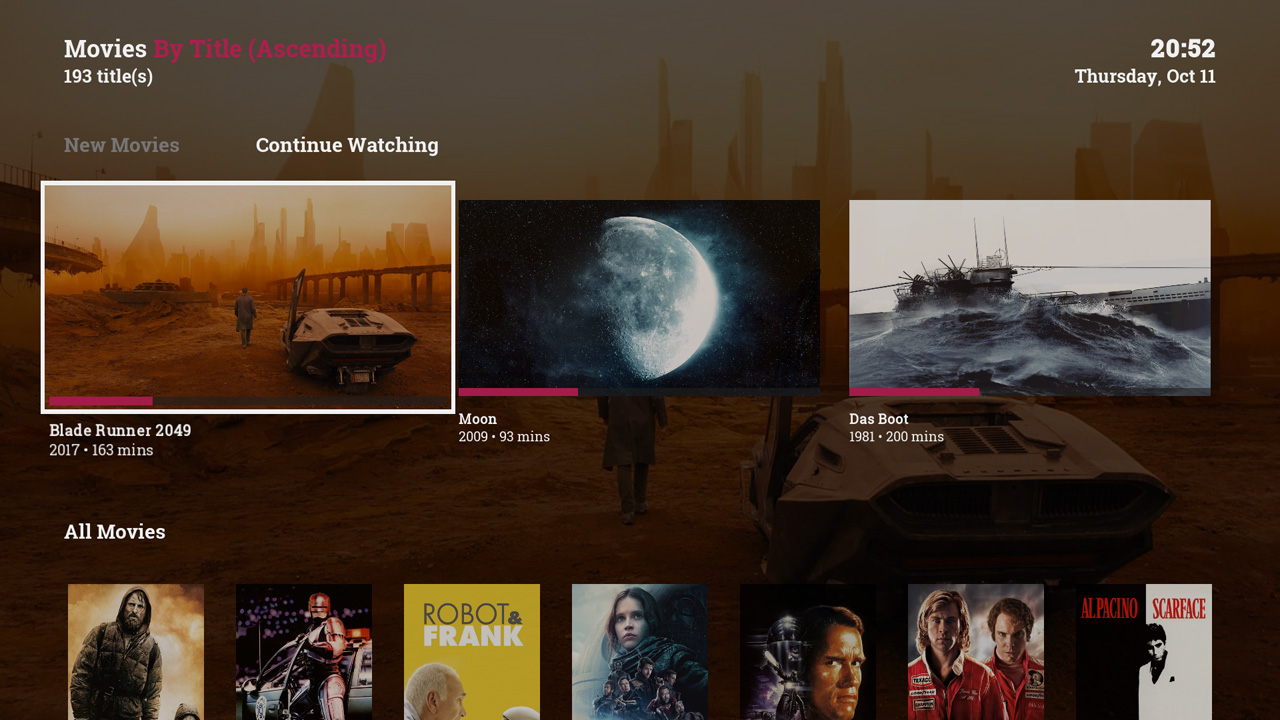 Movies By Title (Ascending)
193 title(s)
20:52
Thursday, Oct 11
New Movies
Continue Watching
Blade Runner 2049
2017 • 163 mins
Moon
2009 • 93 mins
Das Boot
1981 • 200 mins
All Movies
ROBOT &
FRANK
AL PACINO SCARFACE
TEXACO